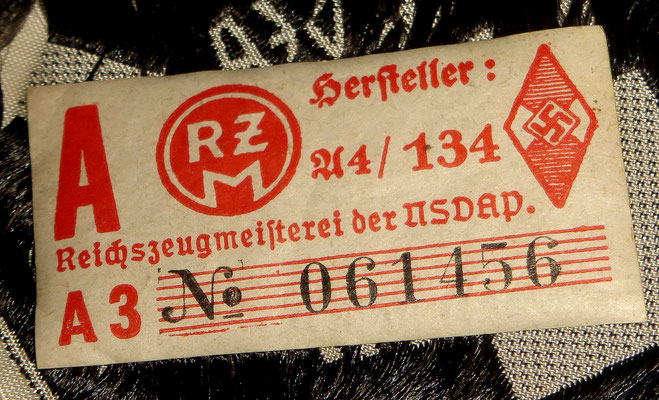 A
RZM
Hersteller:
A4/134
Reichszeugmeisterei der NSDAP.
A3 No 061456